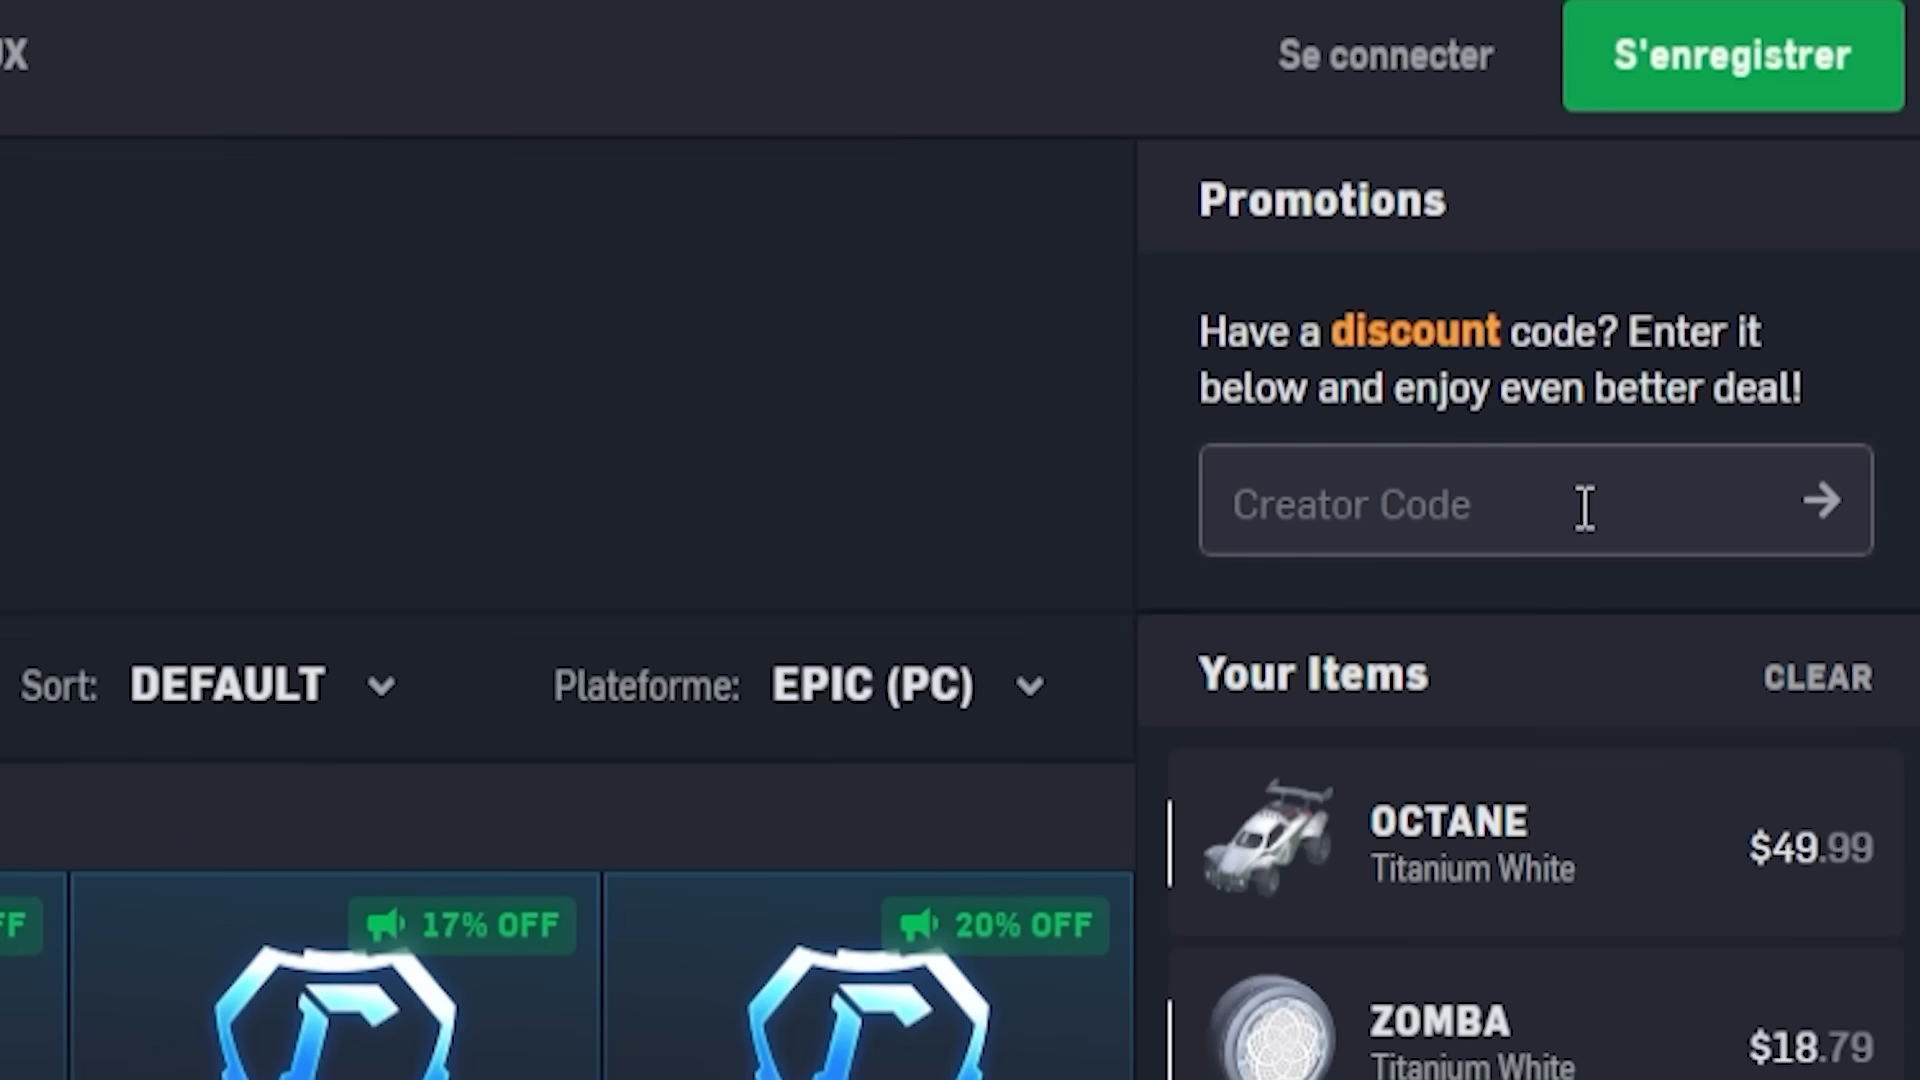 UX
Se connecter
S'enregistrer
Promotions
Have a discount code? Enter it
below and enjoy even better deal!
Creator Code
Sort: DEFAULT
Plateforme: EPIC (PC)
Your Items
CLEAR
OCTANE
Titanium White
$49.99
FF
17% OFF
20% OFF
ZOMBA
Titanium White
$18.79